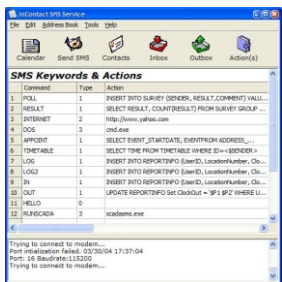 InContact SMS Service
File Edit Address Book Tools Help
Calendar Send SMS Contacts Inbox Outbox Action(s)
SMS Keywords & Actions
Command Type Action
1 POLL 1 INSERT INTO SURVEY (SENDER, RESULT,COMMENT) VALU...
2 RESULT 1 SELECT RESULT, COUNT(RESULT) FROM SURVEY GROUP ...
3 INTERNET 2 http://www.yahoo.com
4 DOS 3 cmd.exe
5 APPOINT 1 SELECT EVENT_STARTDATE, EVENTFROM ADDRESS_...
6 TIMETABLE 1 SELECT TIME FROM TIMETABLE WHERE ID=<$SENDER>
7 LOG 1 INSERT INTO REPORTINFO (UserID, LocationNumber, Clo...
8 LOG2 1 INSERT INTO REPORTINFO (UserID, LocationNumber, Clo...
9 IN 1 INSERT INTO REPORTINFO (UserID, LocationNumber, Clo...
10 OUT 1 UPDATE REPORTINFO Set ClockOut = '$P1 $P2' WHERE U...
11 HELLO 0
12 RUNSCADA 3 scadasms.exe
Trying to connect to modem...
Port intialization failed. 03/30/04 17:37:04
Port: 16 Baudrate:115200
Trying to connect to modem...